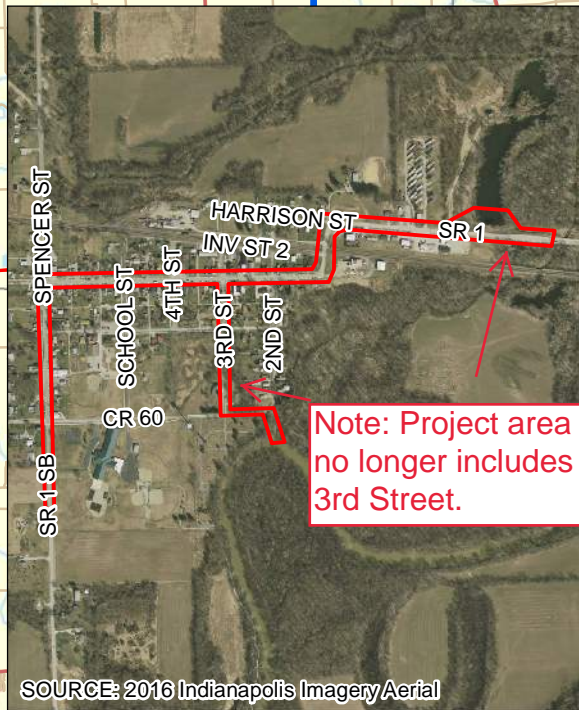 SPENCER ST
HARRISON ST
SR 1
INV ST 2
SCHOOL ST
4TH ST
3RD ST
2ND ST
CR 60
SR 1 SB
Note: Project area
no longer includes
3rd Street.
SOURCE: 2016 Indianapolis Imagery Aerial